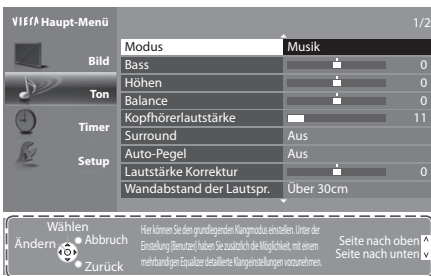 VIErA Haupt-Menü 1/2
Bild
Ton
Timer
Setup
Modus Musik
Bass 0
Höhen 0
Balance 0
Kopfhörerlautstärke 11
Surround Aus
Auto-Pegel Aus
Lautstärke Korrektur 0
Wandabstand der Lautspr. Über 30cm
Wählen
Ändern
Abbruch
Zurück
Hier können Sie den grundlegenden Klangmodus einstellen. Unter der
Einstellung (Benutzer) haben Sie zusätzlich die Möglichkeit, mit einem
mehrbandigen Equalizer detaillierte Klangeinstellungen vorzunehmen.
Seite nach oben
Seite nach unten